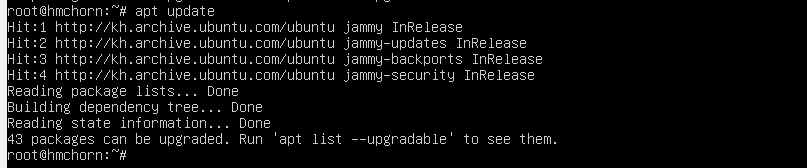 root@hmchorn:~# apt update
Hit:1 http://kh.archive.ubuntu.com/ubuntu jammy InRelease
Hit:2 http://kh.archive.ubuntu.com/ubuntu jammy-updates InRelease
Hit:3 http://kh.archive.ubuntu.com/ubuntu jammy-backports InRelease
Hit:4 http://kh.archive.ubuntu.com/ubuntu jammy-security InRelease
Reading package lists... Done
Building dependency tree... Done
Reading state information... Done
43 packages can be upgraded. Run 'apt list --upgradable' to see them.
root@hmchorn:~#